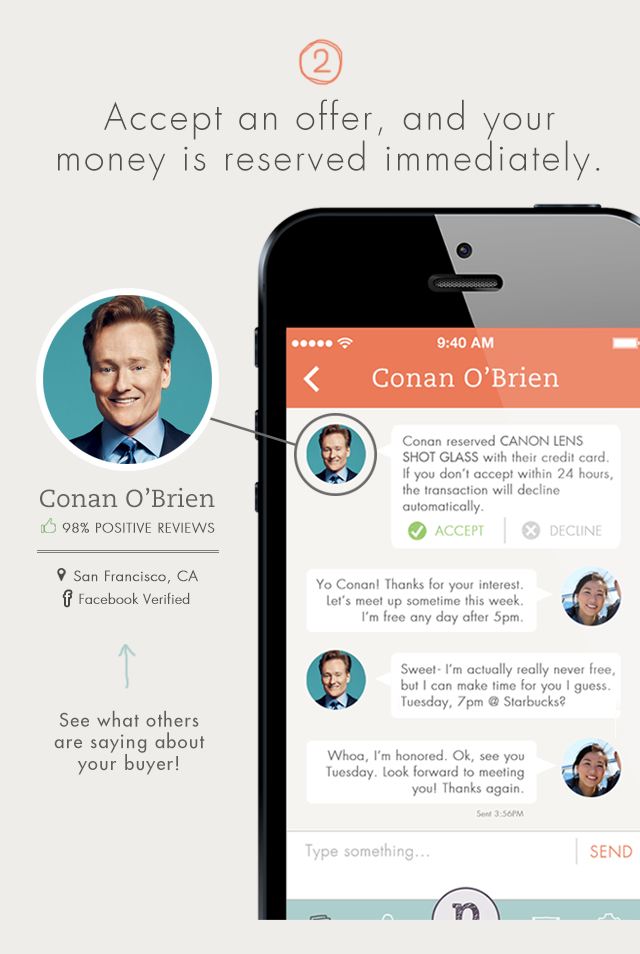 2
Accept an offer, and your
money is reserved immediately.
9:40 AM
Conan O'Brien
Conan reserved CANON LENS
SHOT GLASS with their credit card.
If you don't accept within 24 hours,
the transaction will decline
automatically.
ACCEPT
DECLINE
Conan O'Brien
98% POSITIVE REVIEWS
San Francisco, CA
Facebook Verified
See what others
are saying about
your buyer!
Yo Conan! Thanks for your interest.
Let's meet up sometime this week.
I'm free any day after 5pm.
Sweet- I'm actually really never free,
but I can make time for you I guess.
Tuesday, 7pm @ Starbucks?
Whoa, I'm honored. Ok, see you
Tuesday. Look forward to meeting
you! Thanks again.
Sent 3:56PM
Type something...
SEND
n